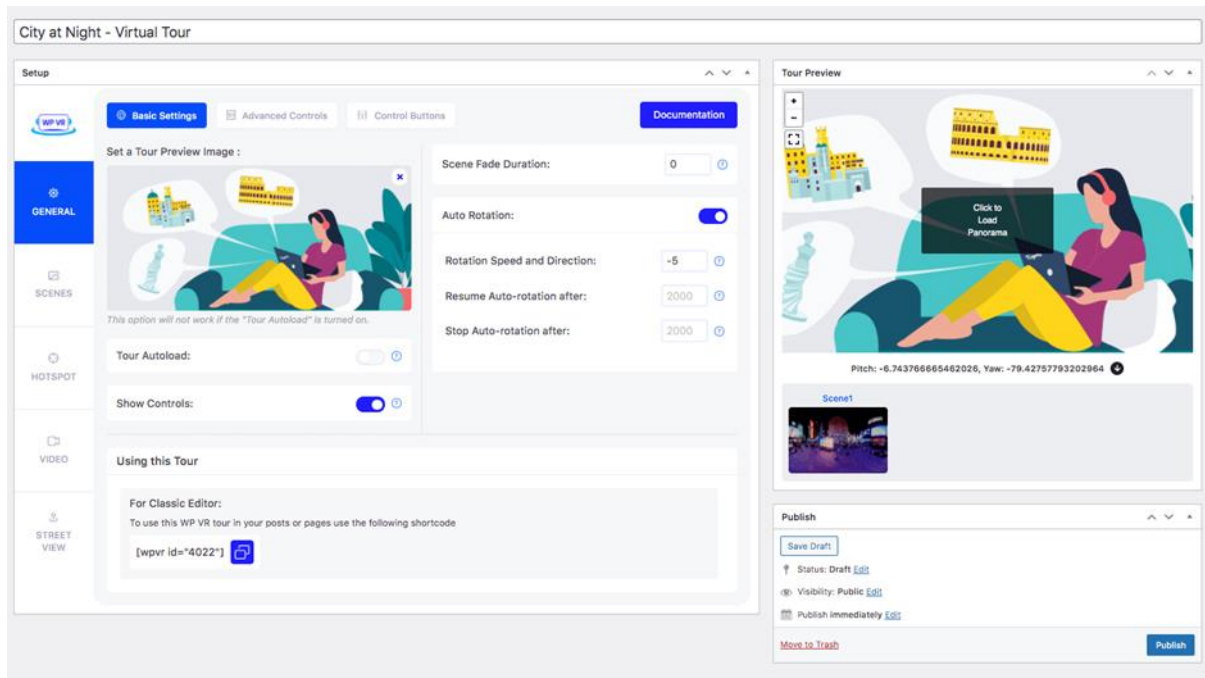 City at Night - Virtual Tour
Setup
WP VR
GENERAL
SCENES
HOTSPOT
VIDEO
STREET
VIEW
Basic Settings
Advanced Controls
Control Buttons
Documentation
Set a Tour Preview Image :
This option will not work if the "Tour Autoload" is turned on.
Tour Autoload:
Show Controls:
Scene Fade Duration: 0
Auto Rotation:
Rotation Speed and Direction: -5
Resume Auto-rotation after: 2000
Stop Auto-rotation after: 2000
Using this Tour
For Classic Editor:
To use this WP VR tour in your posts or pages use the following shortcode
[wpvr id="4022"]
Tour Preview
+
-
Click to
Load
Panorama
Pitch: -6.743766665462026, Yaw: -79.42757793202964
Scene1
Publish
Save Draft
Status: Draft Edit
Visibility: Public Edit
Publish immediately Edit
Move to Trash
Publish